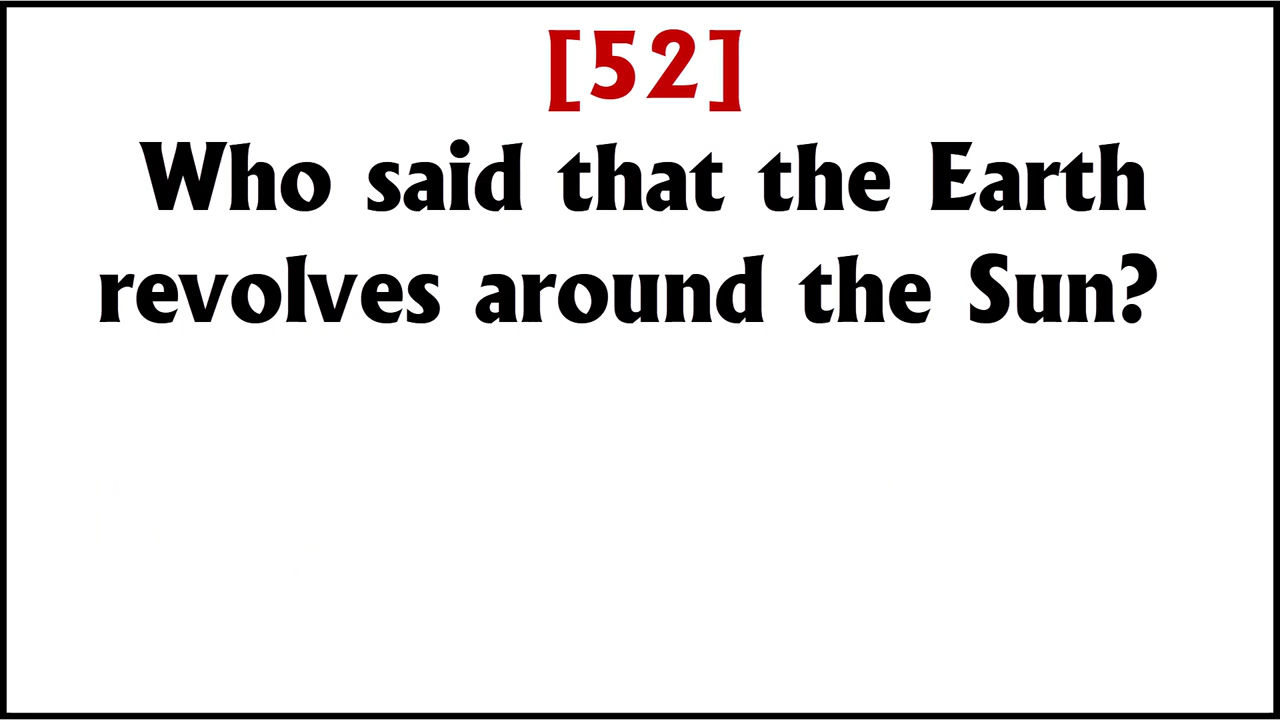 [52]
Who said that the Earth
revolves around the Sun?